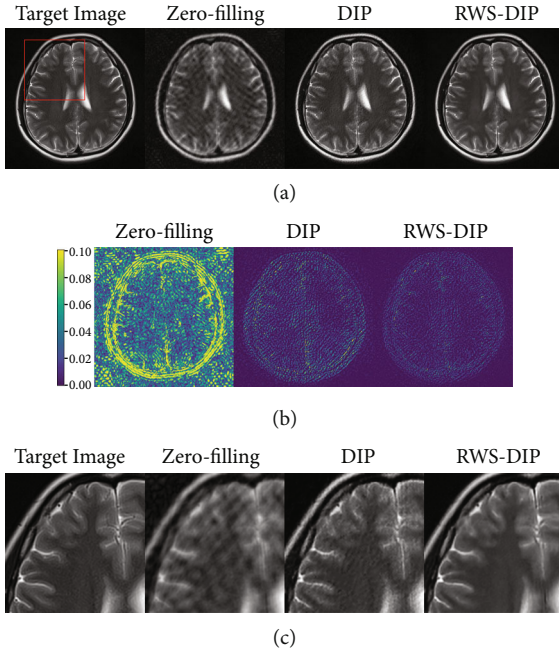 Target Image Zero-filling DIP RWS-DIP
(a)
Zero-filling DIP RWS-DIP
0.10
0.08
0.06
0.04
0.02
0.00
(b)
Target Image Zero-filling DIP RWS-DIP
(c)